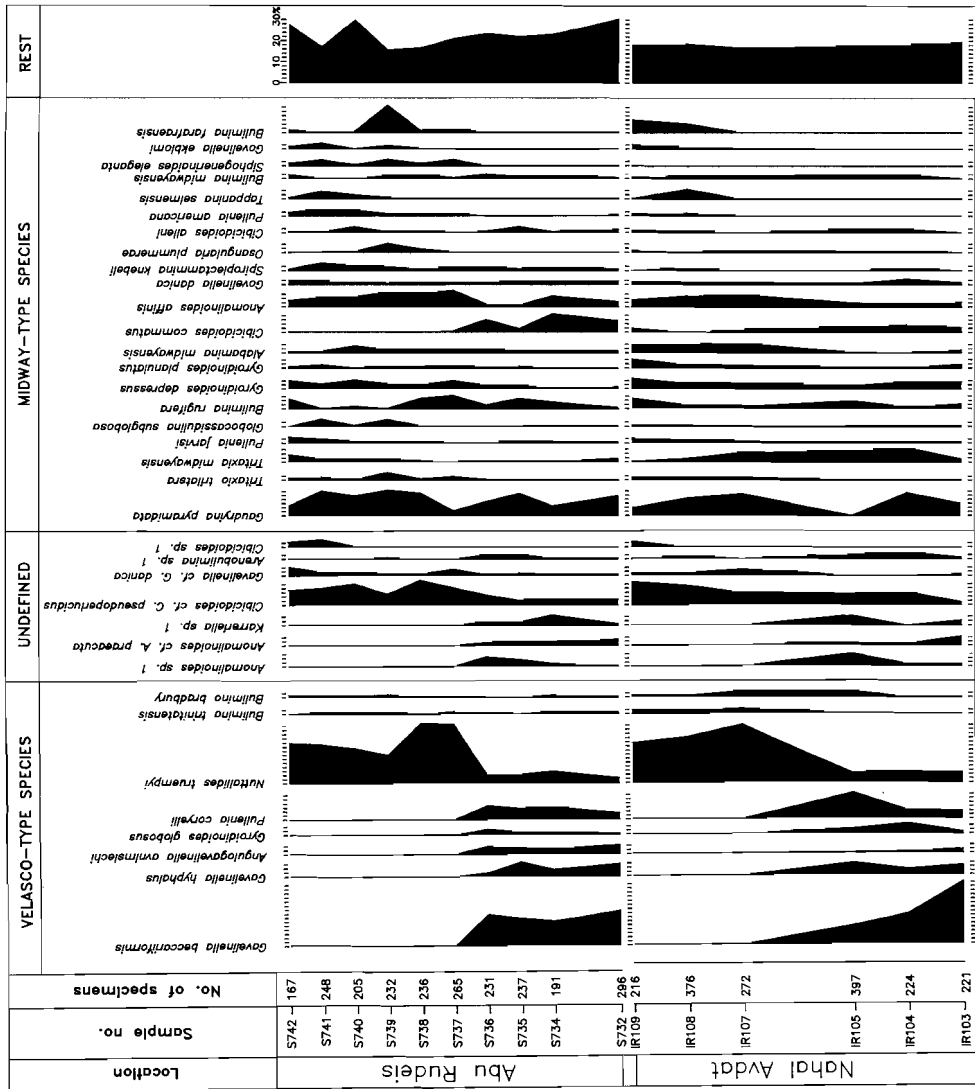 Location
Sample no.
No. of specimens
VELASCO-TYPE SPECIES
UNDEFINED
MIDWAY-TYPE SPECIES
REST
Gavelinella beccariiformis
Gavelinella hyphalus
Angulogavelinella avnimelechi
Gyroidinoides globosus
Pullenia coryelli
Nuttallides truempyi
Bulimina trinitatensis
Bulimina bradbury
Anomalinoides sp. 1
Anomalinoides cf. A. praeacuta
Karreriella sp. 1
Cibicidoides cf. C. pseudoperlucidus
Gavelinella cf. G. danica
Arenobulimina sp. 1
Cibicidoides sp. 1
Gaudryina pyramidata
Tritaxia trilatera
Tritaxia midwayensis
Pullenia jarvisi
Globocassidulina subglobosa
Bulimina rugifera
Gyroidinoides depressus
Gyroidinoides planulatus
Alabamina midwayensis
Cibicidoides commatus
Anomalinoides affinis
Gavelinella danica
Spiroplectammina knebeli
Osangularia plummerae
Cibicidoides alleni
Pullenia americana
Tappanina selmensis
Bulimina midwayensis
Siphogenerinoides eleganta
Gavelinella ekblomi
Bulimina farafraensis
0 10 20 30%
Abu Rudeis
S742 167
S741 248
S740 205
S739 232
S738 236
S737 265
S736 231
S735 237
S734 191
S732 296
Nahal Avdat
IR109 216
IR108 376
IR107 272
IR105 397
IR104 224
IR103 221